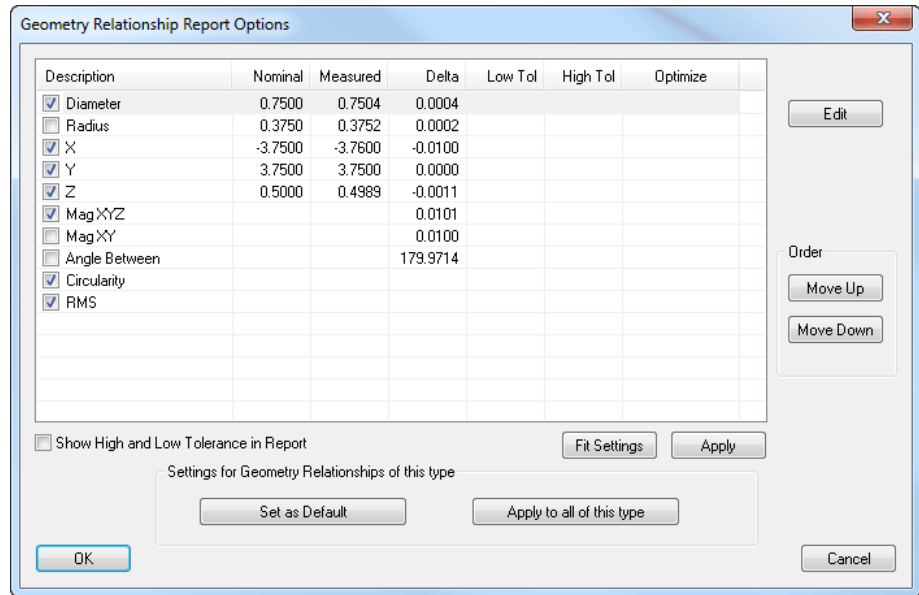 Geometry Relationship Report Options
x
Description Nominal Measured Delta Low Tol High Tol Optimize
Diameter 0.7500 0.7504 0.0004
Radius 0.3750 0.3752 0.0002
X -3.7500 -3.7600 -0.0100
Y 3.7500 3.7500 0.0000
Z 0.5000 0.4989 -0.0011
Mag XYZ 0.0101
Mag XY 0.0100
Angle Between 179.9714
Circularity
RMS
Edit
Order
Move Up
Move Down
Show High and Low Tolerance in Report
Fit Settings
Apply
Settings for Geometry Relationships of this type
Set as Default
Apply to all of this type
OK
Cancel